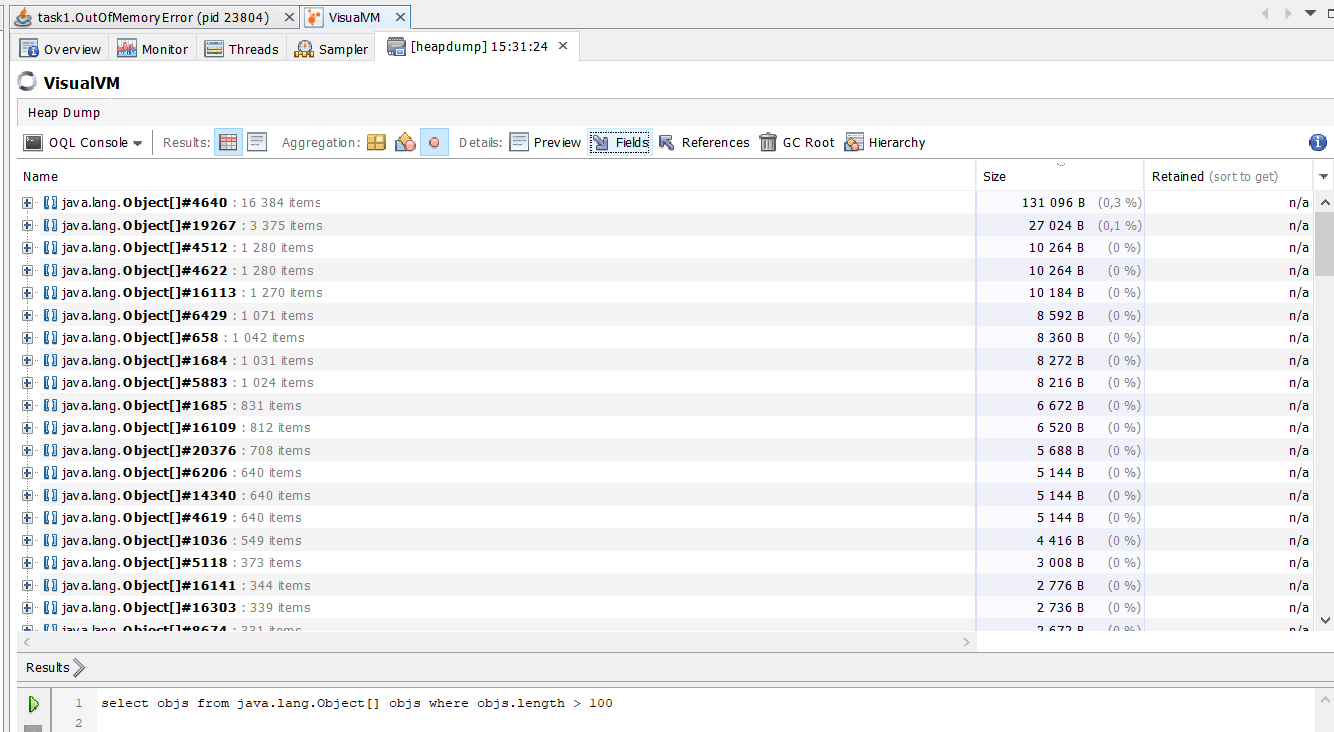 task1.OutOfMemoryError (pid 23804) VisualVM
Overview Monitor Threads Sampler [heapdump] 15:31:24
VisualVM
Heap Dump
OQL Console Results: Aggregation: Details: Preview Fields References GC Root Hierarchy
Name Size Retained (sort to get)
java.lang.Object[]#4640 : 16 384 items 131 096 B (0,3 %) n/a
java.lang.Object[]#19267 : 3 375 items 27 024 B (0,1 %) n/a
java.lang.Object[]#4512 : 1 280 items 10 264 B (0 %) n/a
java.lang.Object[]#4622 : 1 280 items 10 264 B (0 %) n/a
java.lang.Object[]#16113 : 1 270 items 10 184 B (0 %) n/a
java.lang.Object[]#6429 : 1 071 items 8 592 B (0 %) n/a
java.lang.Object[]#658 : 1 042 items 8 360 B (0 %) n/a
java.lang.Object[]#1684 : 1 031 items 8 272 B (0 %) n/a
java.lang.Object[]#5883 : 1 024 items 8 216 B (0 %) n/a
java.lang.Object[]#1685 : 831 items 6 672 B (0 %) n/a
java.lang.Object[]#16109 : 812 items 6 520 B (0 %) n/a
java.lang.Object[]#20376 : 708 items 5 688 B (0 %) n/a
java.lang.Object[]#6206 : 640 items 5 144 B (0 %) n/a
java.lang.Object[]#14340 : 640 items 5 144 B (0 %) n/a
java.lang.Object[]#4619 : 640 items 5 144 B (0 %) n/a
java.lang.Object[]#1036 : 549 items 4 416 B (0 %) n/a
java.lang.Object[]#5118 : 373 items 3 008 B (0 %) n/a
java.lang.Object[]#16141 : 344 items 2 776 B (0 %) n/a
java.lang.Object[]#16303 : 339 items 2 736 B (0 %) n/a
java.lang.Object[]#8674 : 331 items 2 672 B (0 %) n/a
Results
1 select objs from java.lang.Object[] objs where objs.length > 100
2